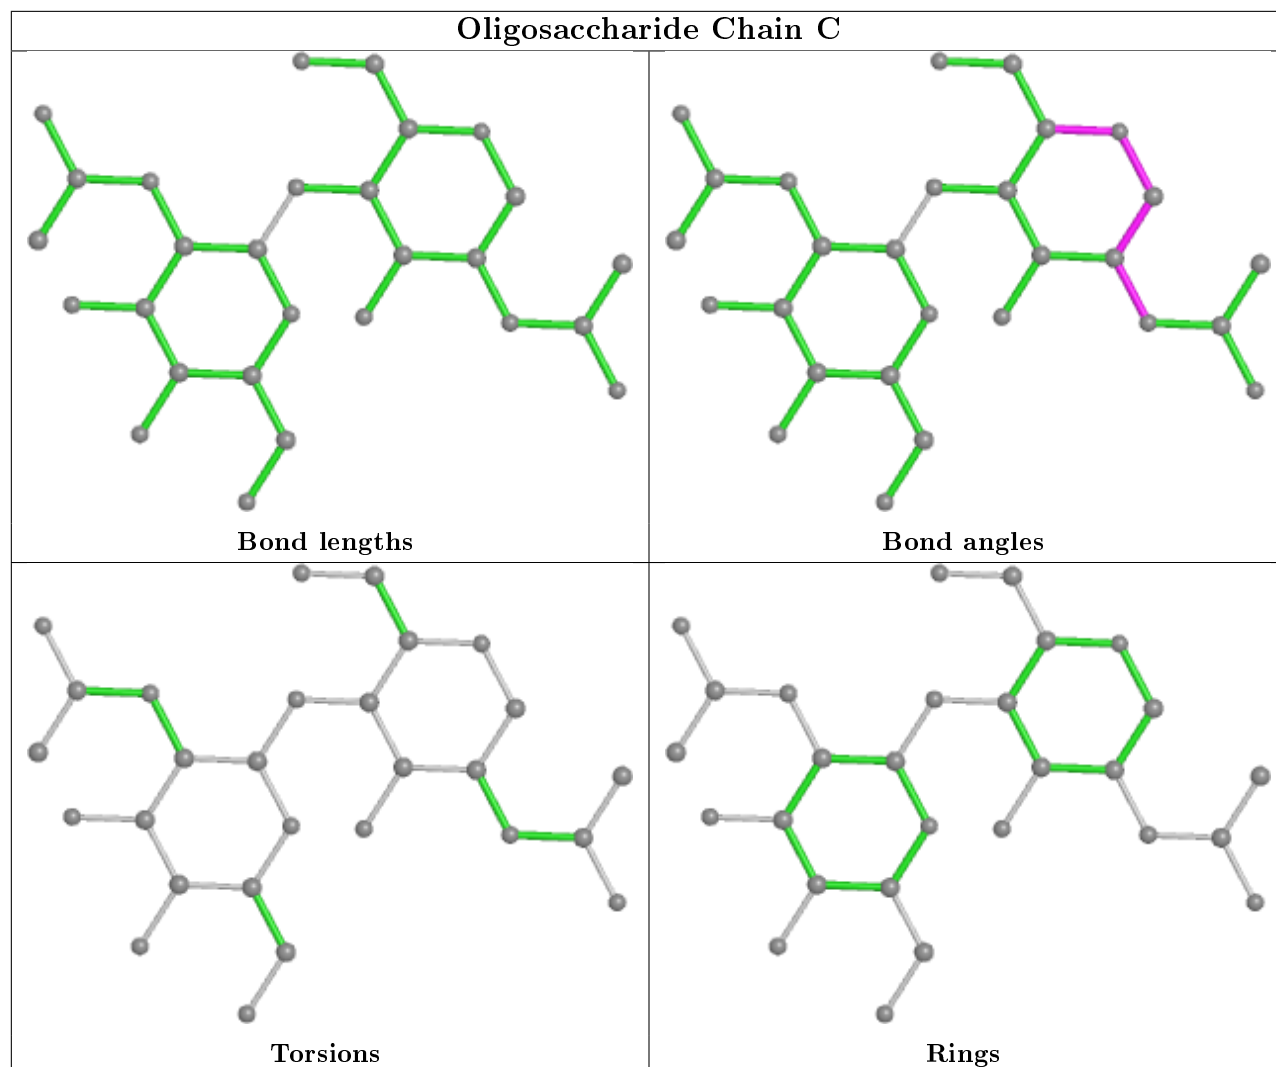 Oligosaccharide Chain C
Bond lengths
Bond angles
Torsions
Rings